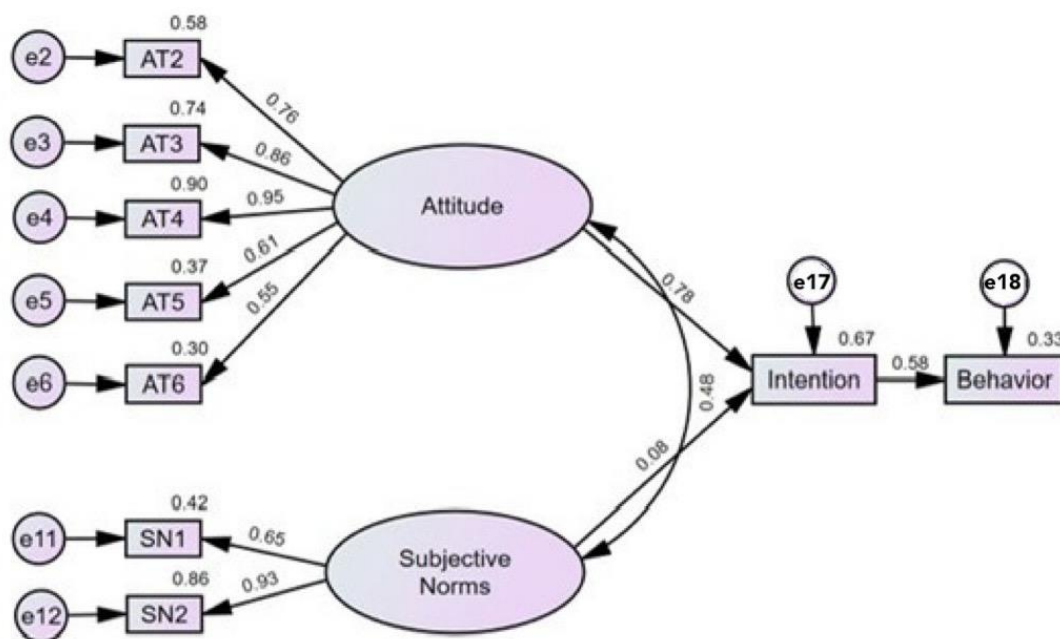 0.58
e2
AT2
0.76
0.74
e3
AT3
0.86
0.90
e4
AT4
0.95
0.37
e5
AT5
0.61
0.30
e6
AT6
0.55
Attitude
0.78
0.48
e17
e18
0.67
Intention
0.58
0.33
Behavior
0.08
0.42
e11
SN1
0.65
0.86
e12
SN2
0.93
Subjective
Norms